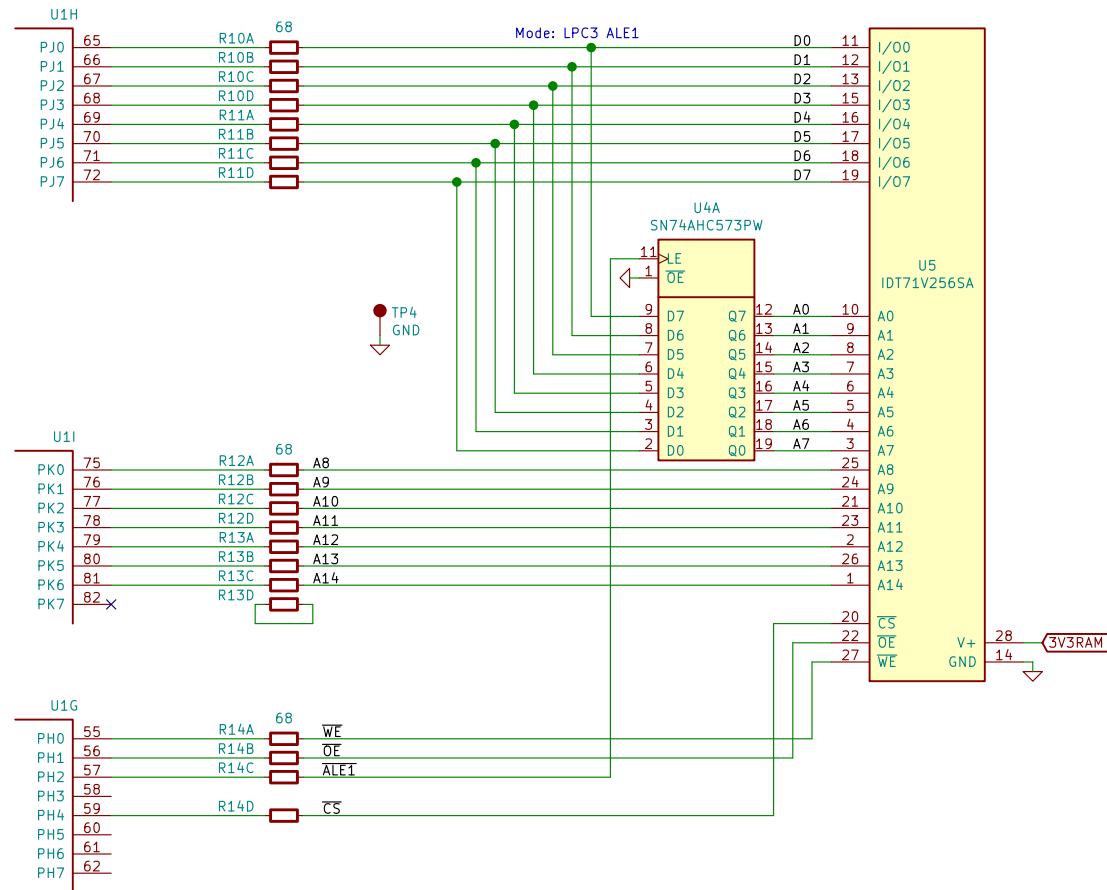 U1H
68
Mode: LPC3 ALE1
PJ0 65 R10A D0 11 I/O0
PJ1 66 R10B D1 12 I/O1
PJ2 67 R10C D2 13 I/O2
PJ3 68 R10D D3 15 I/O3
PJ4 69 R11A D4 16 I/O4
PJ5 70 R11B D5 17 I/O5
PJ6 71 R11C D6 18 I/O6
PJ7 72 R11D D7 19 I/O7
U4A
SN74AHC573PW
11 LE
1 OE
U5
IDT71V256SA
TP4
GND
9 D7 Q7 12 A0 10 A0
8 D6 Q6 13 A1 9 A1
7 D5 Q5 14 A2 8 A2
6 D4 Q4 15 A3 7 A3
5 D3 Q3 16 A4 6 A4
4 D2 Q2 17 A5 5 A5
3 D1 Q1 18 A6 4 A6
2 D0 Q0 19 A7 3 A7
U1I
68
PK0 75 R12A A8 25 A8
PK1 76 R12B A9 24 A9
PK2 77 R12C A10 21 A10
PK3 78 R12D A11 23 A11
PK4 79 R13A A12 2 A12
PK5 80 R13B A13 26 A13
PK6 81 R13C A14 1 A14
PK7 82 R13D
20 CS
22 OE V+ 28 3V3RAM
27 WE GND 14
U1G
68
PH0 55 R14A WE
PH1 56 R14B OE
PH2 57 R14C ALE1
PH3 58
PH4 59 R14D CS
PH5 60
PH6 61
PH7 62